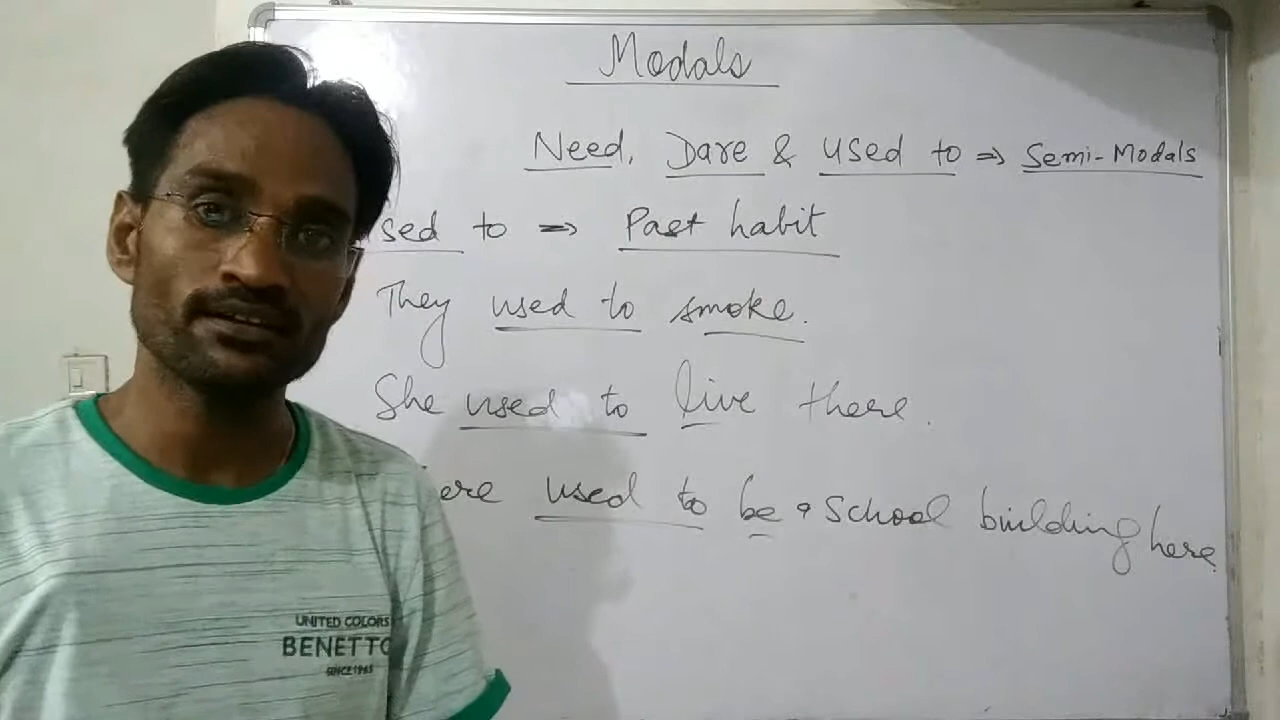 Modals
Need, Dare & used to ⇒ Semi-Modals
sed to ⇒ Past habit
They used to smoke.
She used to live there.
ere used to be a school building here.
UNITED COLORS
BENETTO
SINCE 1965